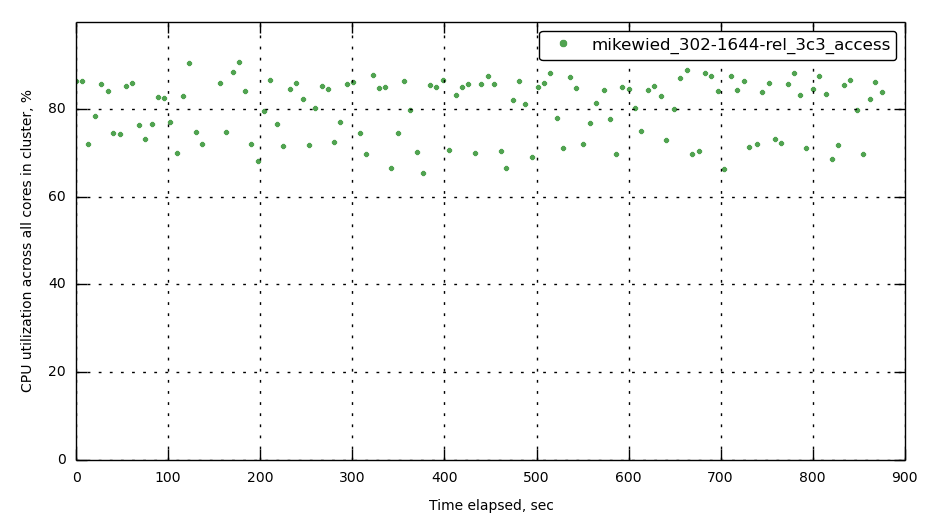 mikewied_302-1644-rel_3c3_access
CPU utilization across all cores in cluster, %
80
60
40
20
0
0 100 200 300 400 500 600 700 800 900
Time elapsed, sec